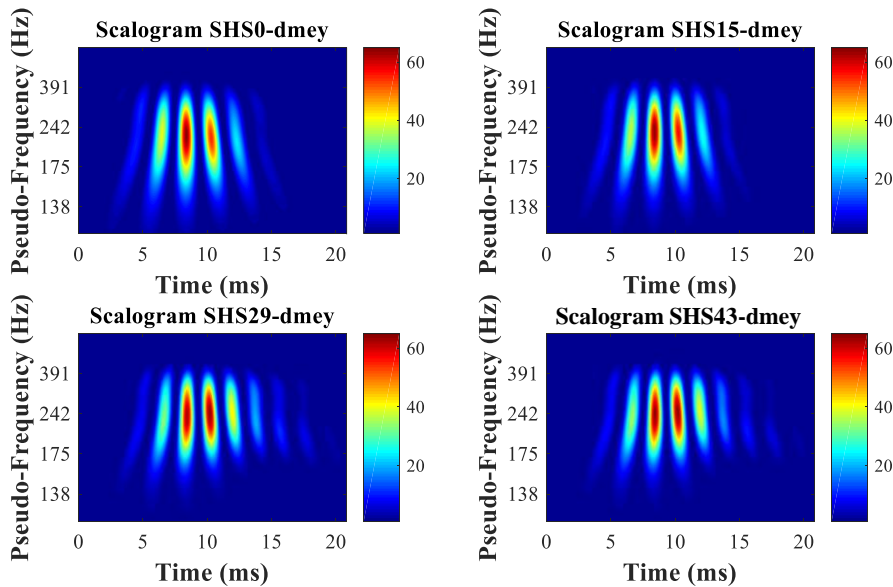 Scalogram SHS0-dmey
Pseudo-Frequency (Hz)
391
242
175
138
0 5 10 15 20
Time (ms)
60
40
20
Scalogram SHS15-dmey
Pseudo-Frequency (Hz)
391
242
175
138
0 5 10 15 20
Time (ms)
60
40
20
Scalogram SHS29-dmey
Pseudo-Frequency (Hz)
391
242
175
138
0 5 10 15 20
Time (ms)
60
40
20
Scalogram SHS43-dmey
Pseudo-Frequency (Hz)
391
242
175
138
0 5 10 15 20
Time (ms)
60
40
20